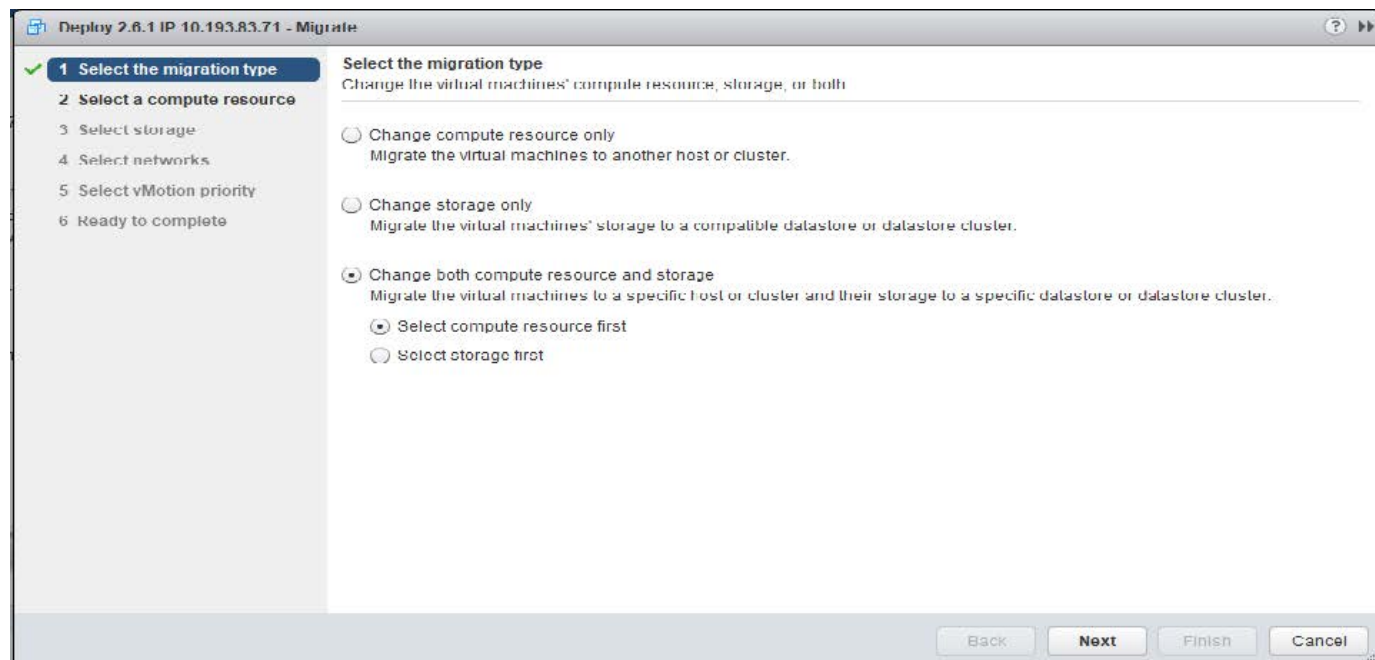 Deploy 2.6.1 IP 10.193.83.71 - Migrate
1 Select the migration type
2 Select a compute resource
3 Select storage
4 Select networks
5 Select vMotion priority
6 Ready to complete
Select the migration type
Change the virtual machines' compute resource, storage, or both
Change compute resource only
Migrate the virtual machines to another host or cluster.
Change storage only
Migrate the virtual machines' storage to a compatible datastore or datastore cluster.
Change both compute resource and storage
Migrate the virtual machines to a specific host or cluster and their storage to a specific datastore or datastore cluster.
Select compute resource first
Select storage first
Back Next Finish Cancel